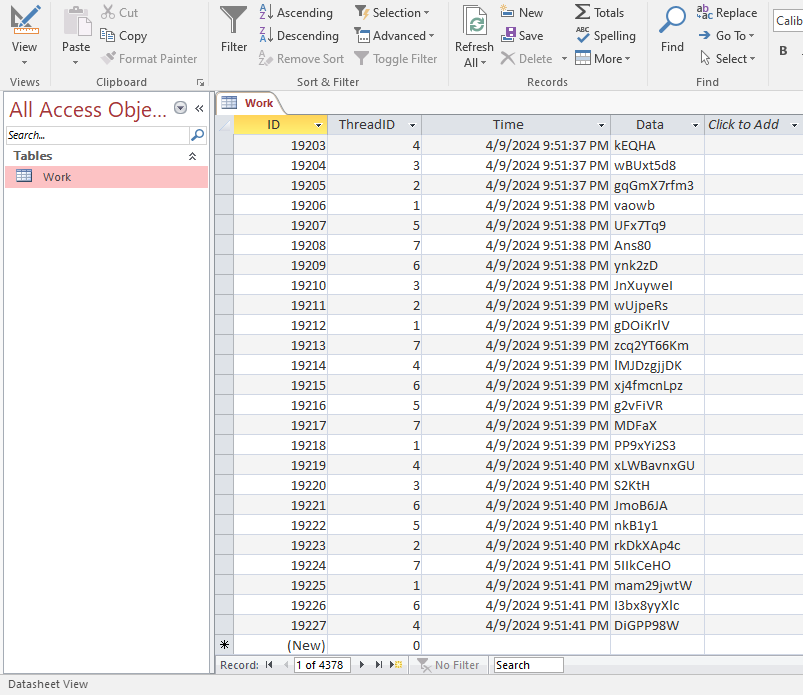 View
Paste
Cut
Copy
Format Painter
Filter
Ascending
Descending
Remove Sort
Selection
Advanced
Toggle Filter
Refresh
All
New
Save
Delete
Totals
Spelling
More
Find
Replace
Go To
Select
Calib
B
Views
Clipboard
Sort & Filter
Records
Find
All Access Obje...
Search...
Tables
Work
Work
ID ThreadID Time Data Click to Add
19203 4 4/9/2024 9:51:37 PM kEQHA
19204 3 4/9/2024 9:51:37 PM wBUxt5d8
19205 2 4/9/2024 9:51:37 PM gqGmX7rfm3
19206 1 4/9/2024 9:51:38 PM vaowb
19207 5 4/9/2024 9:51:38 PM UFx7Tq9
19208 7 4/9/2024 9:51:38 PM Ans80
19209 6 4/9/2024 9:51:38 PM ynk2zD
19210 3 4/9/2024 9:51:38 PM JnXuyweI
19211 2 4/9/2024 9:51:39 PM wUjpeRs
19212 1 4/9/2024 9:51:39 PM gDOiKrlV
19213 7 4/9/2024 9:51:39 PM zcq2YT66Km
19214 4 4/9/2024 9:51:39 PM lMJDzgjjDK
19215 6 4/9/2024 9:51:39 PM xj4fmcnLpz
19216 5 4/9/2024 9:51:39 PM g2vFiVR
19217 7 4/9/2024 9:51:39 PM MDFaX
19218 1 4/9/2024 9:51:39 PM PP9xYi2S3
19219 4 4/9/2024 9:51:40 PM xLWBavnxGU
19220 3 4/9/2024 9:51:40 PM S2KtH
19221 6 4/9/2024 9:51:40 PM JmoB6JA
19222 5 4/9/2024 9:51:40 PM nkB1y1
19223 2 4/9/2024 9:51:40 PM rkDkXAp4c
19224 7 4/9/2024 9:51:41 PM 5IIkCeHO
19225 1 4/9/2024 9:51:41 PM mam29jwtW
19226 6 4/9/2024 9:51:41 PM I3bx8yyXlc
19227 4 4/9/2024 9:51:41 PM DiGPP98W
(New) 0
Record: 1 of 4378 No Filter Search
Datasheet View